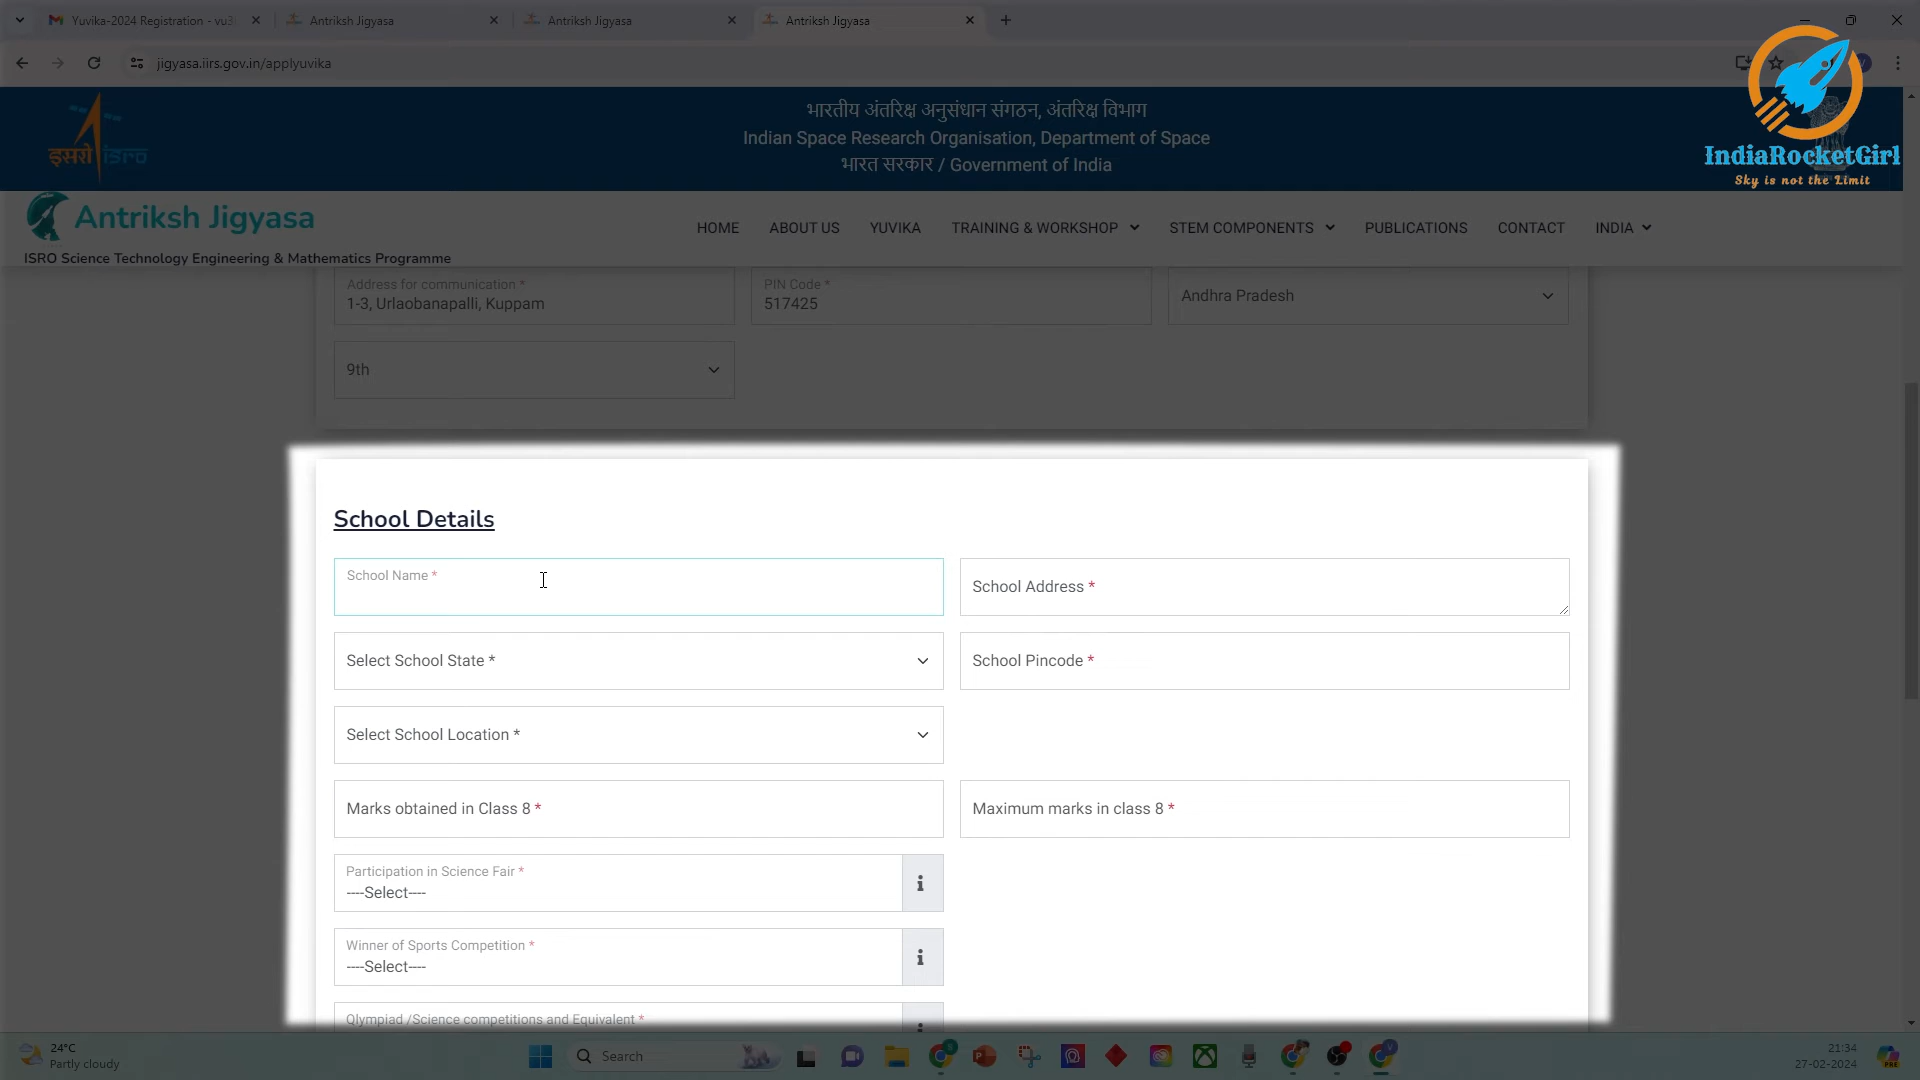 Yuvika-2024 Registration - vu3
Antriksh Jigyasa
Antriksh Jigyasa
Antriksh Jigyasa
jigyasa.iirs.gov.in/applyuvika
भारतीय अंतरिक्ष अनुसंधान संगठन, अंतरिक्ष विभाग
Indian Space Research Organisation, Department of Space
भारत सरकार / Government of India
इसरो isro
IndiaRocketGirl
Sky is not the Limit
Antriksh Jigyasa
ISRO Science Technology Engineering & Mathematics Programme
HOME ABOUT US YUVIKA TRAINING & WORKSHOP STEM COMPONENTS PUBLICATIONS CONTACT INDIA
Address for communication *
1-3, Urlaobanapalli, Kuppam
PIN Code *
517425
Andhra Pradesh
9th
School Details
School Name *
School Address *
Select School State *
School Pincode *
Select School Location *
Marks obtained in Class 8 *
Maximum marks in class 8 *
Participation in Science Fair *
----Select----
Winner of Sports Competition *
----Select----
Olympiad /Science competitions and Equivalent *
24°C
Partly cloudy
Search
21:34
27-02-2024